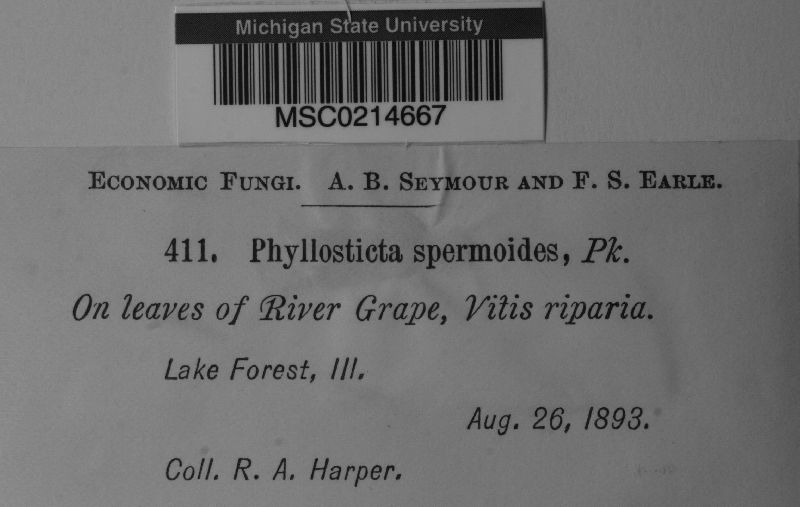 Michigan State University
MSC0214667
Economic Fungi. A. B. Seymour and F. S. Earle.
411. Phyllosticta spermoides, Pk.
On leaves of River Grape, Vitis riparia.
Lake Forest, Ill.
Aug. 26, 1893.
Coll. R. A. Harper.